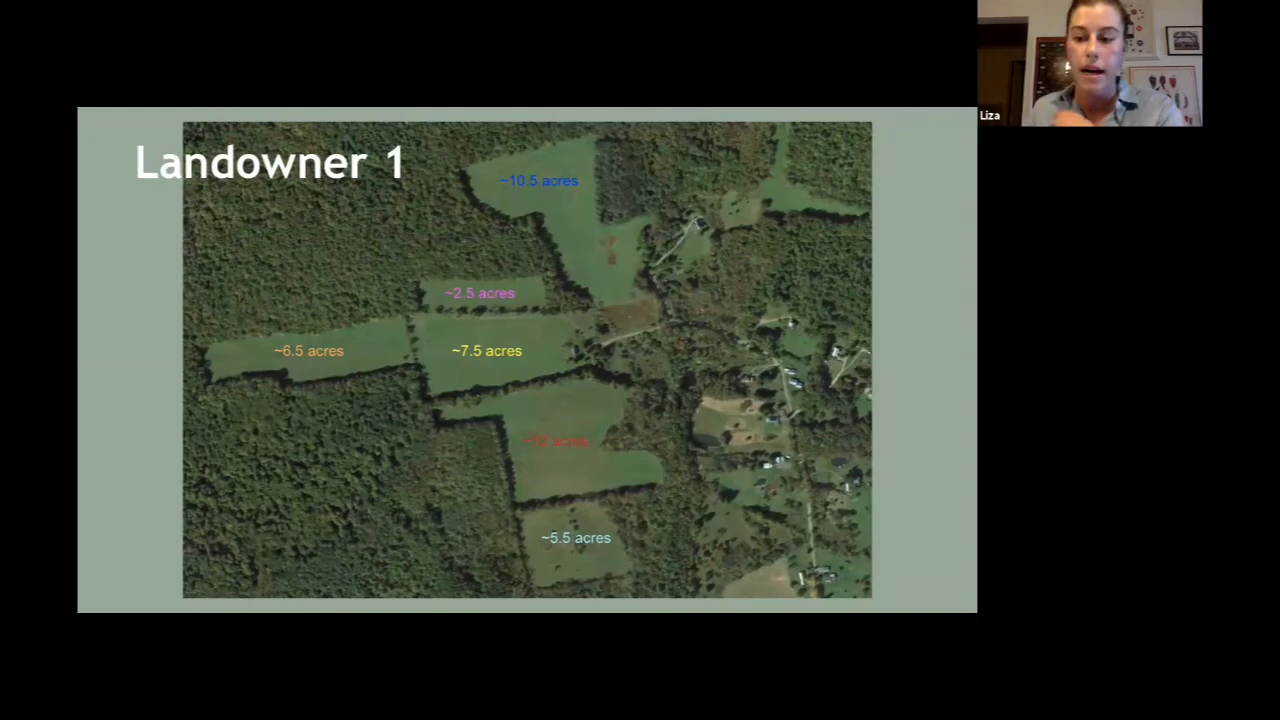 Liza
Landowner 1
~10.5 acres
~2.5 acres
~6.5 acres
~7.5 acres
~12 acres
~5.5 acres